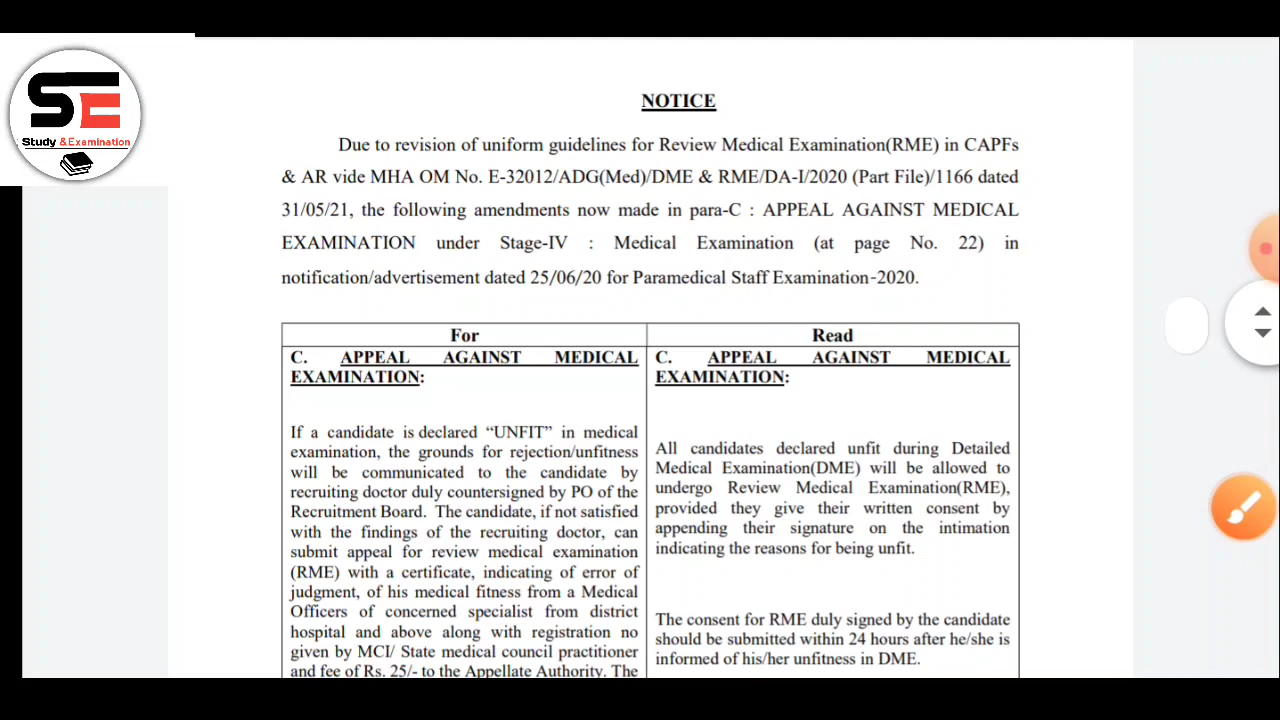 SE
Study &Examination
NOTICE
Due to revision of uniform guidelines for Review Medical Examination(RME) in CAPFs
& AR vide MHA OM No. E-32012/ADG(Med)/DME & RME/DA-I/2020 (Part File)/1166 dated
31/05/21, the following amendments now made in para-C : APPEAL AGAINST MEDICAL
EXAMINATION under Stage-IV : Medical Examination (at page No. 22) in
notification/advertisement dated 25/06/20 for Paramedical Staff Examination-2020.
For
C. APPEAL AGAINST MEDICAL
EXAMINATION:
If a candidate is declared “UNFIT” in medical
examination, the grounds for rejection/unfitness
will be communicated to the candidate by
recruiting doctor duly countersigned by PO of the
Recruitment Board. The candidate, if not satisfied
with the findings of the recruiting doctor, can
submit appeal for review medical examination
(RME) with a certificate, indicating of error of
judgment, of his medical fitness from a Medical
Officers of concerned specialist from district
hospital and above along with registration no
given by MCI/ State medical council practitioner
and fee of Rs. 25/- to the Appellate Authority. The
Read
C. APPEAL AGAINST MEDICAL
EXAMINATION:
All candidates declared unfit during Detailed
Medical Examination(DME) will be allowed to
undergo Review Medical Examination(RME),
provided they give their written consent by
appending their signature on the intimation
indicating the reasons for being unfit.
The consent for RME duly signed by the candidate
should be submitted within 24 hours after he/she is
informed of his/her unfitness in DME.